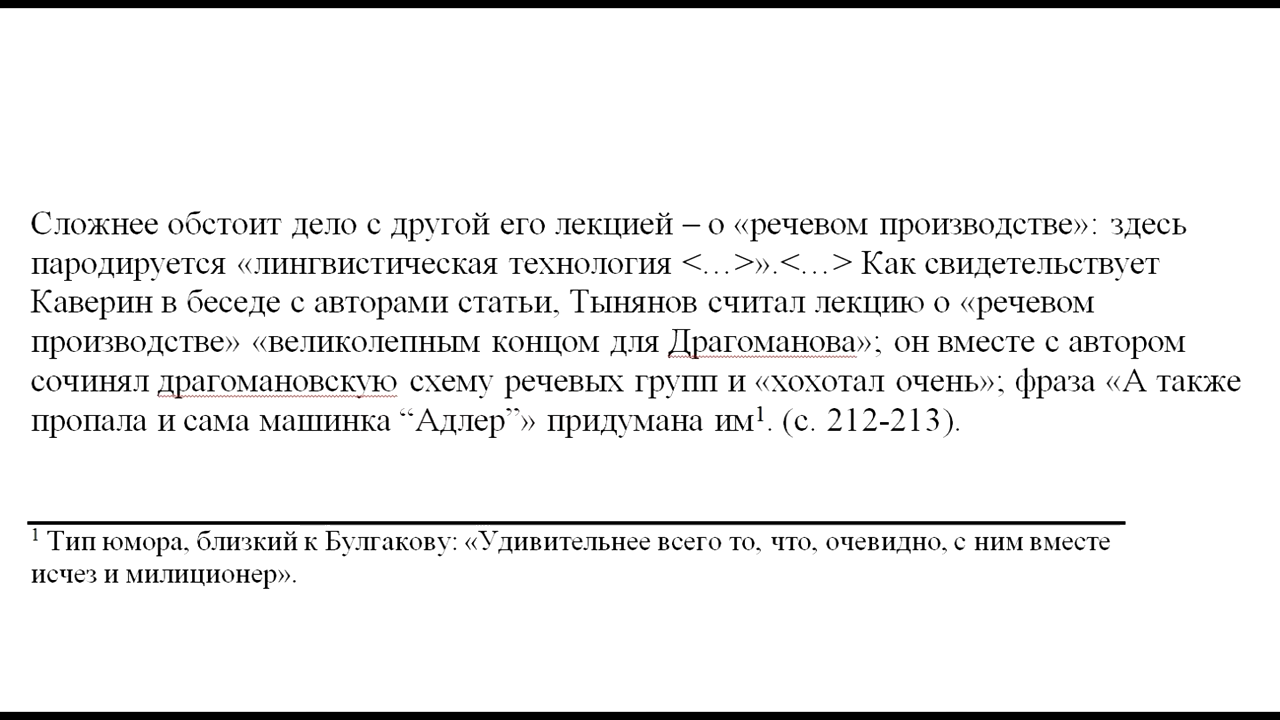 Сложнее обстоит дело с другой его лекцией – о «речевом производстве»: здесь
пародируется «лингвистическая технология <…>».<…> Как свидетельствует
Каверин в беседе с авторами статьи, Тынянов считал лекцию о «речевом
производстве» «великолепным концом для Драгоманова»; он вместе с автором
сочинял драгомановскую схему речевых групп и «хохотал очень»; фраза «А также
пропала и сама машинка “Адлер”» придумана им¹. (с. 212-213).
¹ Тип юмора, близкий к Булгакову: «Удивительнее всего то, что, очевидно, с ним вместе
исчез и милиционер».